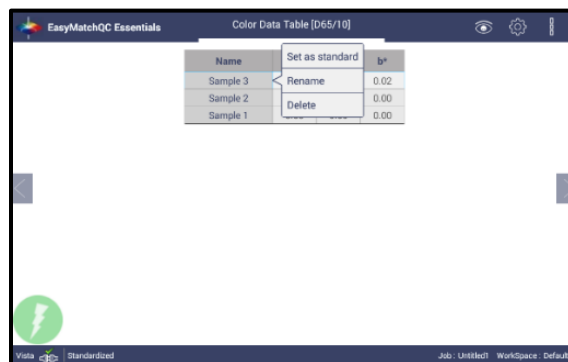 EasyMatchQC Essentials
Color Data Table [D65/10]
Name b*
Set as standard
Sample 3 0.02
Rename
Sample 2 0.00
Delete
Sample 1 0.00
Vista Standardized Job : Untitled1 WorkSpace : Default